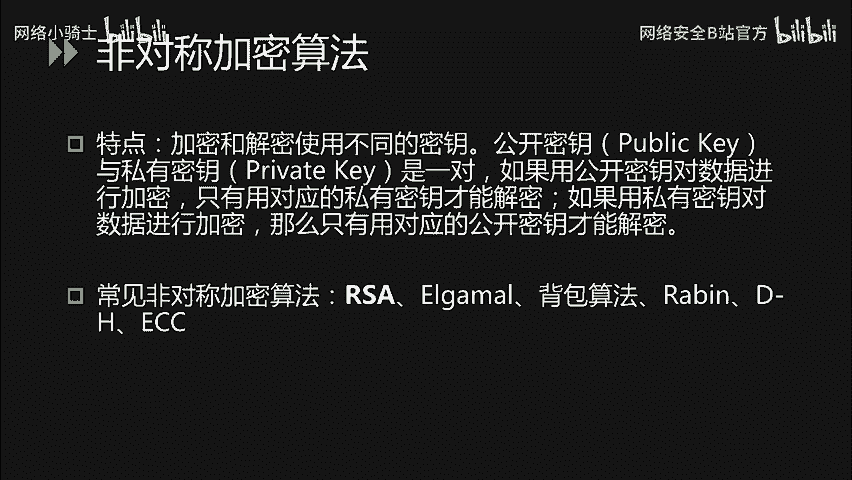 网络小骑士 bilibili
网络安全B站官方 bilibili
非对称加密算法
特点：加密和解密使用不同的密钥。公开密钥（Public Key）
与私有密钥（Private Key）是一对，如果用公开密钥对数据进
行加密，只有用对应的私有密钥才能解密；如果用私有密钥对
数据进行加密，那么只有用对应的公开密钥才能解密。
常见非对称加密算法：RSA、Elgamal、背包算法、Rabin、D-
H、ECC